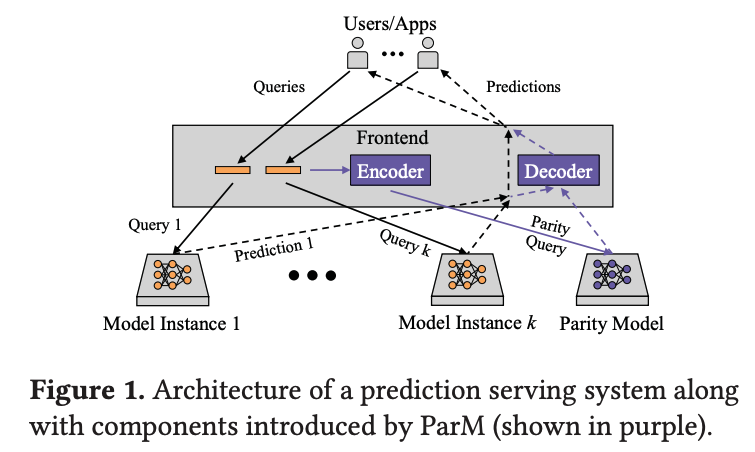 Users/Apps
Queries
Predictions
Frontend
Encoder
Decoder
Query 1
Prediction 1
Query k
Parity
Query
Model Instance 1
Model Instance k
Parity Model
Figure 1. Architecture of a prediction serving system along
with components introduced by ParM (shown in purple).